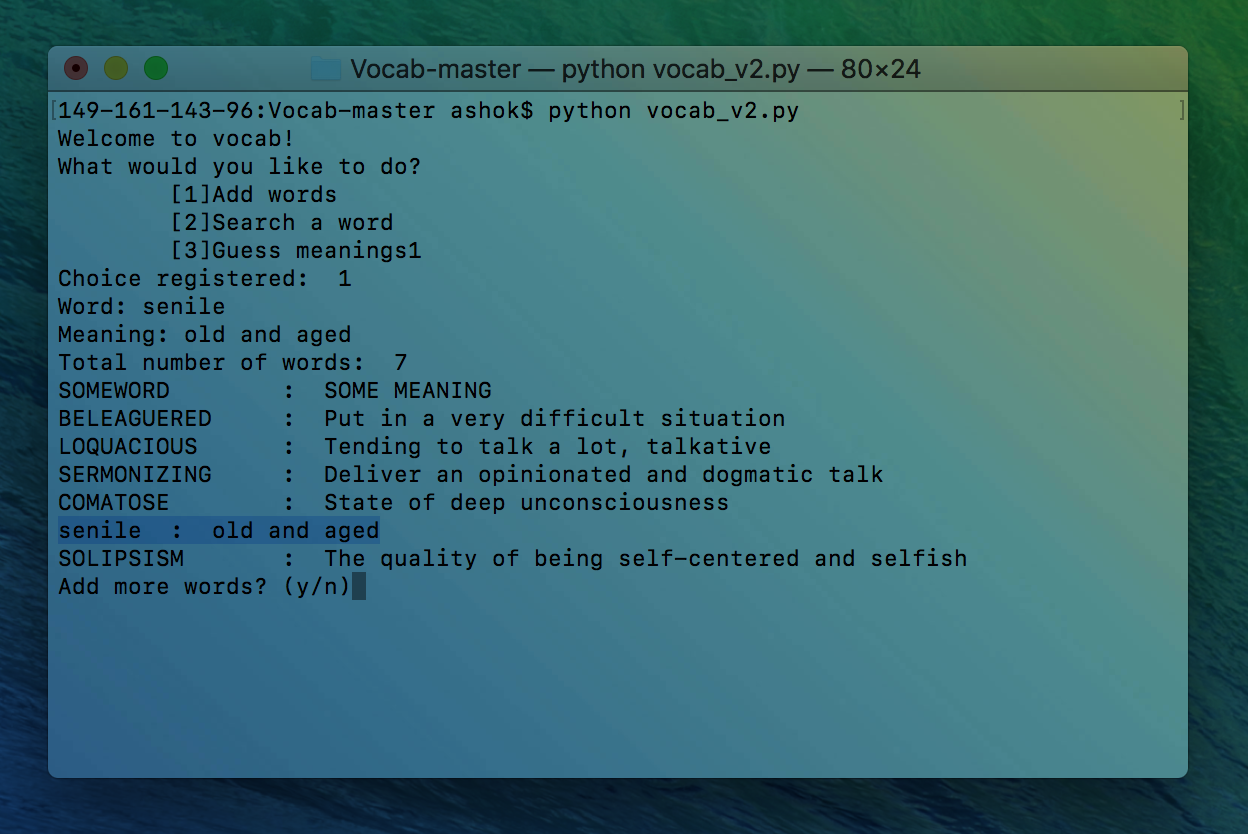 Vocab-master — python vocab_v2.py — 80×24
[149-161-143-96:Vocab-master ashok$ python vocab_v2.py ]
Welcome to vocab!
What would you like to do?
        [1]Add words
        [2]Search a word
        [3]Guess meanings1
Choice registered:  1
Word: senile
Meaning: old and aged
Total number of words:  7
SOMEWORD        :  SOME MEANING
BELEAGUERED     :  Put in a very difficult situation
LOQUACIOUS      :  Tending to talk a lot, talkative
SERMONIZING     :  Deliver an opinionated and dogmatic talk
COMATOSE        :  State of deep unconsciousness
senile  :  old and aged
SOLIPSISM       :  The quality of being self-centered and selfish
Add more words? (y/n)